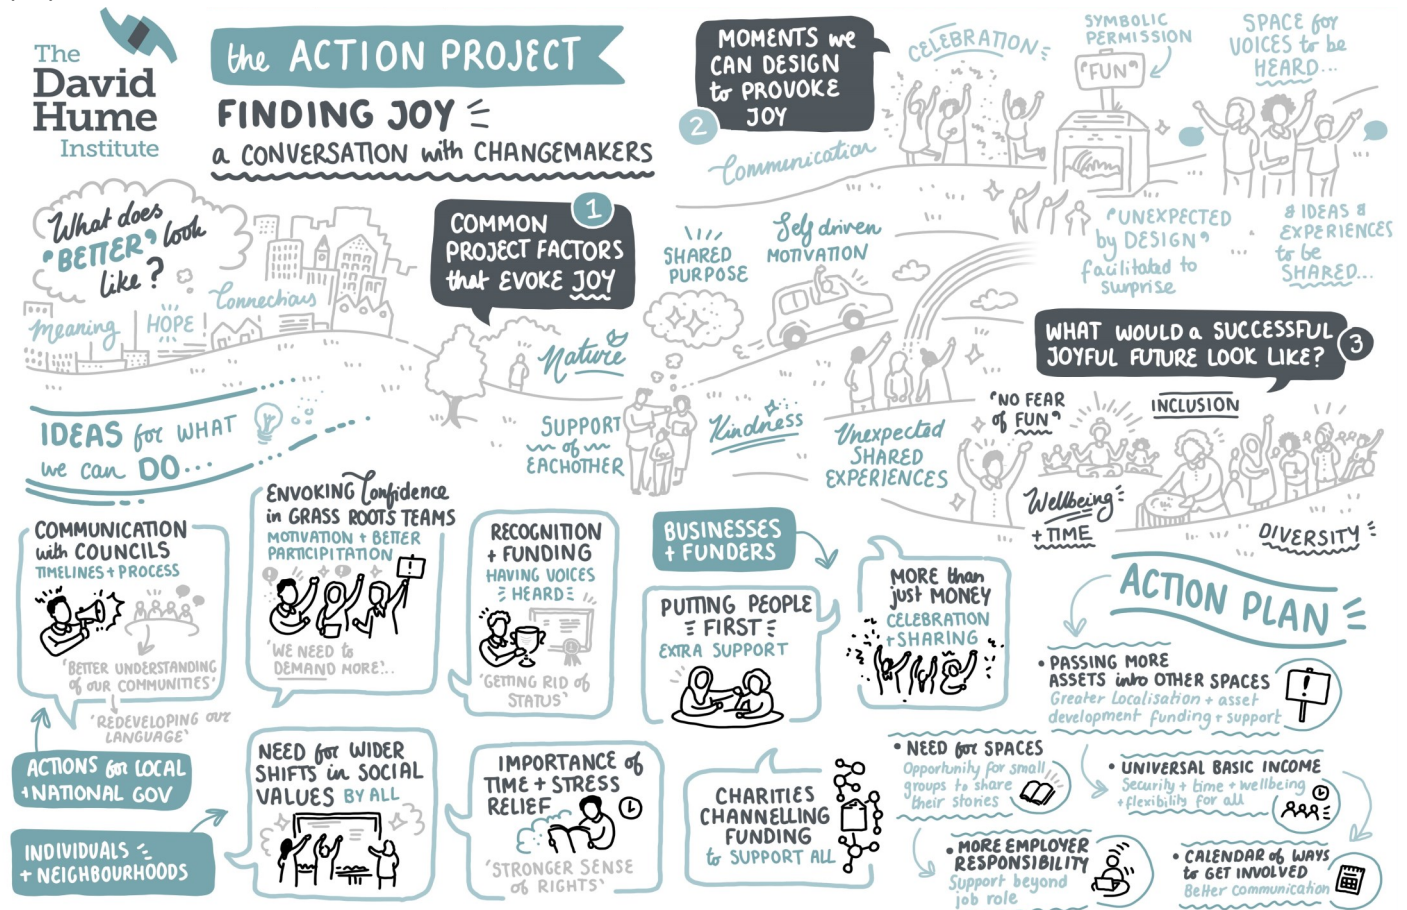 The
David
Hume
Institute
the ACTION PROJECT
FINDING JOY
a CONVERSATION with CHANGEMAKERS
What does
"BETTER" look
like?
Meaning
HOPE
Connections
1
COMMON
PROJECT FACTORS
that EVOKE JOY
Nature
SUPPORT
of
EACHOTHER
SHARED
PURPOSE
Self driven
MOTIVATION
Kindness
Unexpected
SHARED
EXPERIENCES
2
MOMENTS we
CAN DESIGN
to PROVOKE
JOY
Communication
CELEBRATION
SYMBOLIC
PERMISSION
"FUN"
SPACE for
VOICES to be
HEARD...
"UNEXPECTED
by DESIGN"
facilitated to
surprise
& IDEAS &
EXPERIENCES
to be
SHARED...
WHAT WOULD a SUCCESSFUL
JOYFUL FUTURE LOOK LIKE?
3
"NO FEAR
of FUN"
INCLUSION
Wellbeing
+ TIME
DIVERSITY
IDEAS for WHAT
we can DO...
COMMUNICATION
with COUNCILS
TIMELINES + PROCESS
'BETTER UNDERSTANDING
of OUR COMMUNITIES'
'REDEVELOPING OUR
LANGUAGE'
ACTIONS for LOCAL
+ NATIONAL GOV
ENVOKING Confidence
in GRASS ROOTS TEAMS
MOTIVATION + BETTER
PARTICIPITATION
!
!
'WE NEED to
DEMAND MORE'...
RECOGNITION
+ FUNDING
HAVING VOICES
HEARD
'GETTING RID of
STATUS'
INDIVIDUALS
+ NEIGHBOURHOODS
NEED for WIDER
SHIFTS in SOCIAL
VALUES BY ALL
IMPORTANCE of
TIME + STRESS
RELIEF
'STRONGER SENSE
of RIGHTS'
BUSINESSES
+ FUNDERS
PUTTING PEOPLE
FIRST
EXTRA SUPPORT
MORE than
just MONEY
CELEBRATION
+ SHARING
CHARITIES
CHANNELLING
FUNDING
to SUPPORT ALL
ACTION PLAN
• PASSING MORE
ASSETS into OTHER SPACES
Greater Localisation + asset
development funding + support
!
• NEED for SPACES
Opportunity for small
groups to share
their stories
• UNIVERSAL BASIC INCOME
Security + time + wellbeing
+ flexibility for all
• MORE EMPLOYER
RESPONSIBILITY
Support beyond
job role
• CALENDAR of WAYS
to GET INVOLVED
Better communication